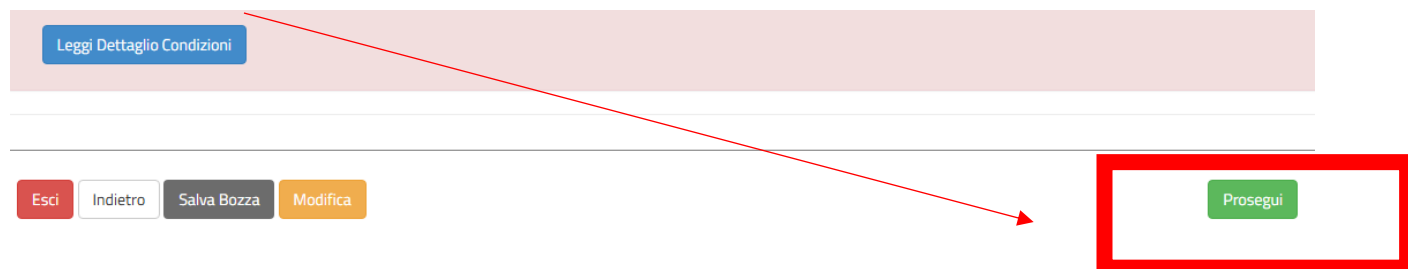 Leggi Dettaglio Condizioni
Esci Indietro Salva Bozza Modifica Prosegui